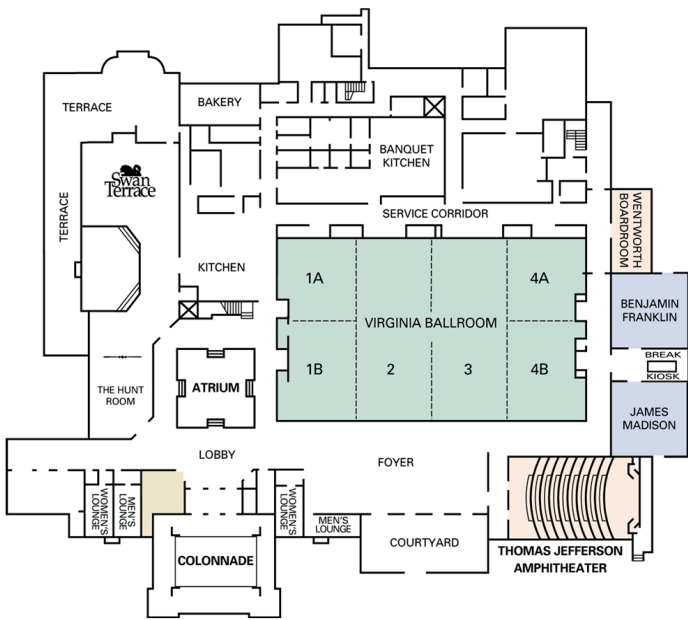 TERRACE
BAKERY
BANQUET
KITCHEN
Swan
Terrace
TERRACE
SERVICE CORRIDOR
WENTWORTH
BOARDROOM
KITCHEN
1A
4A
VIRGINIA BALLROOM
BENJAMIN
FRANKLIN
1B
2
3
4B
BREAK
KIOSK
ATRIUM
THE HUNT
ROOM
JAMES
MADISON
LOBBY
FOYER
WOMEN'S
LOUNGE
MEN'S
LOUNGE
WOMEN'S
LOUNGE
MEN'S
LOUNGE
COURTYARD
COLONNADE
THOMAS JEFFERSON
AMPHITHEATER